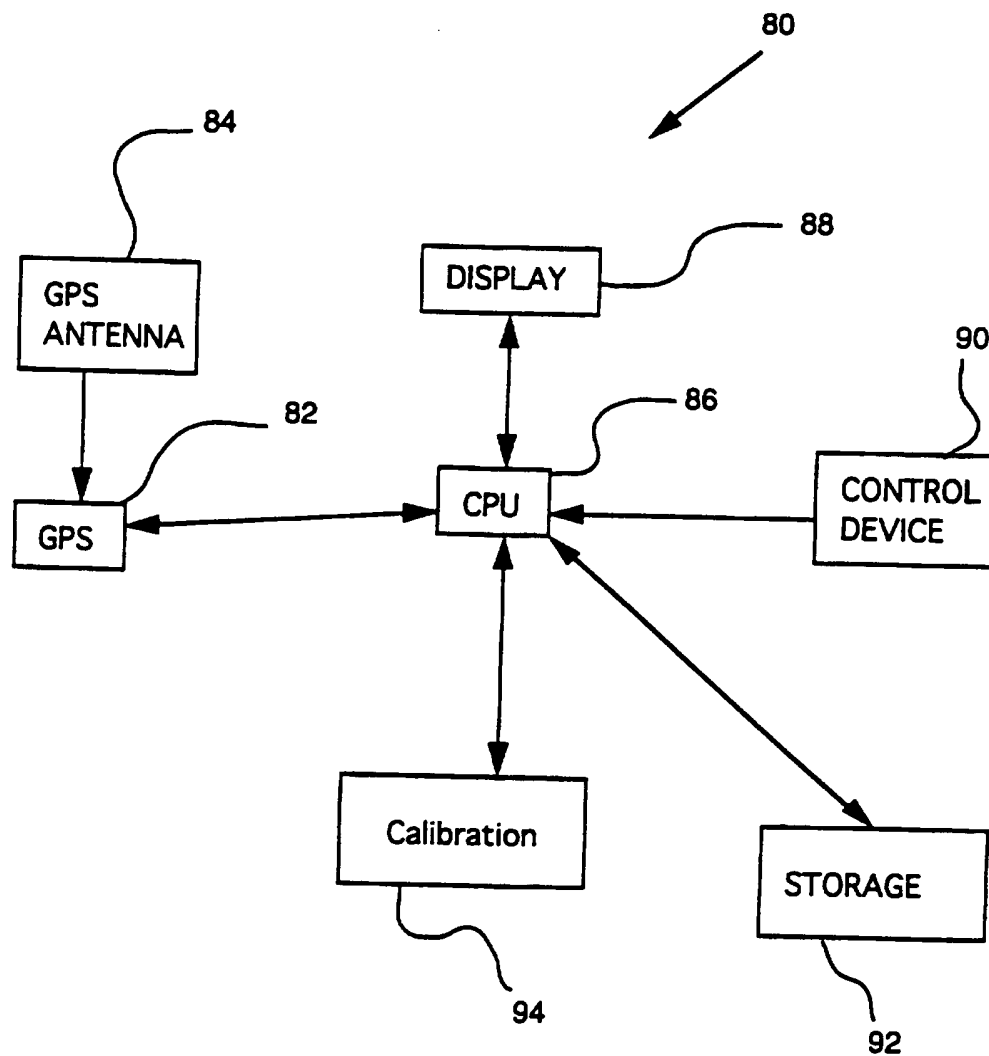 80
84
GPS
ANTENNA
88
DISPLAY
90
82
86
GPS
CPU
CONTROL
DEVICE
Calibration
STORAGE
94
92